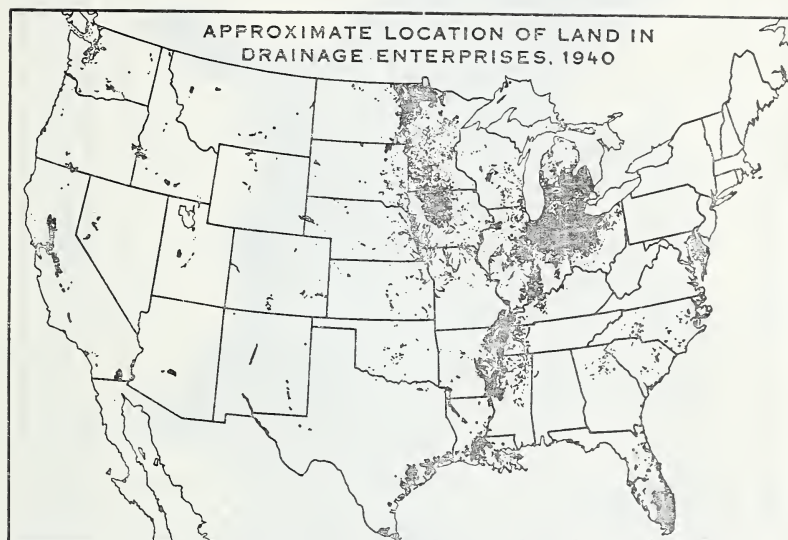 APPROXIMATE LOCATION OF LAND IN
DRAINAGE ENTERPRISES, 1940